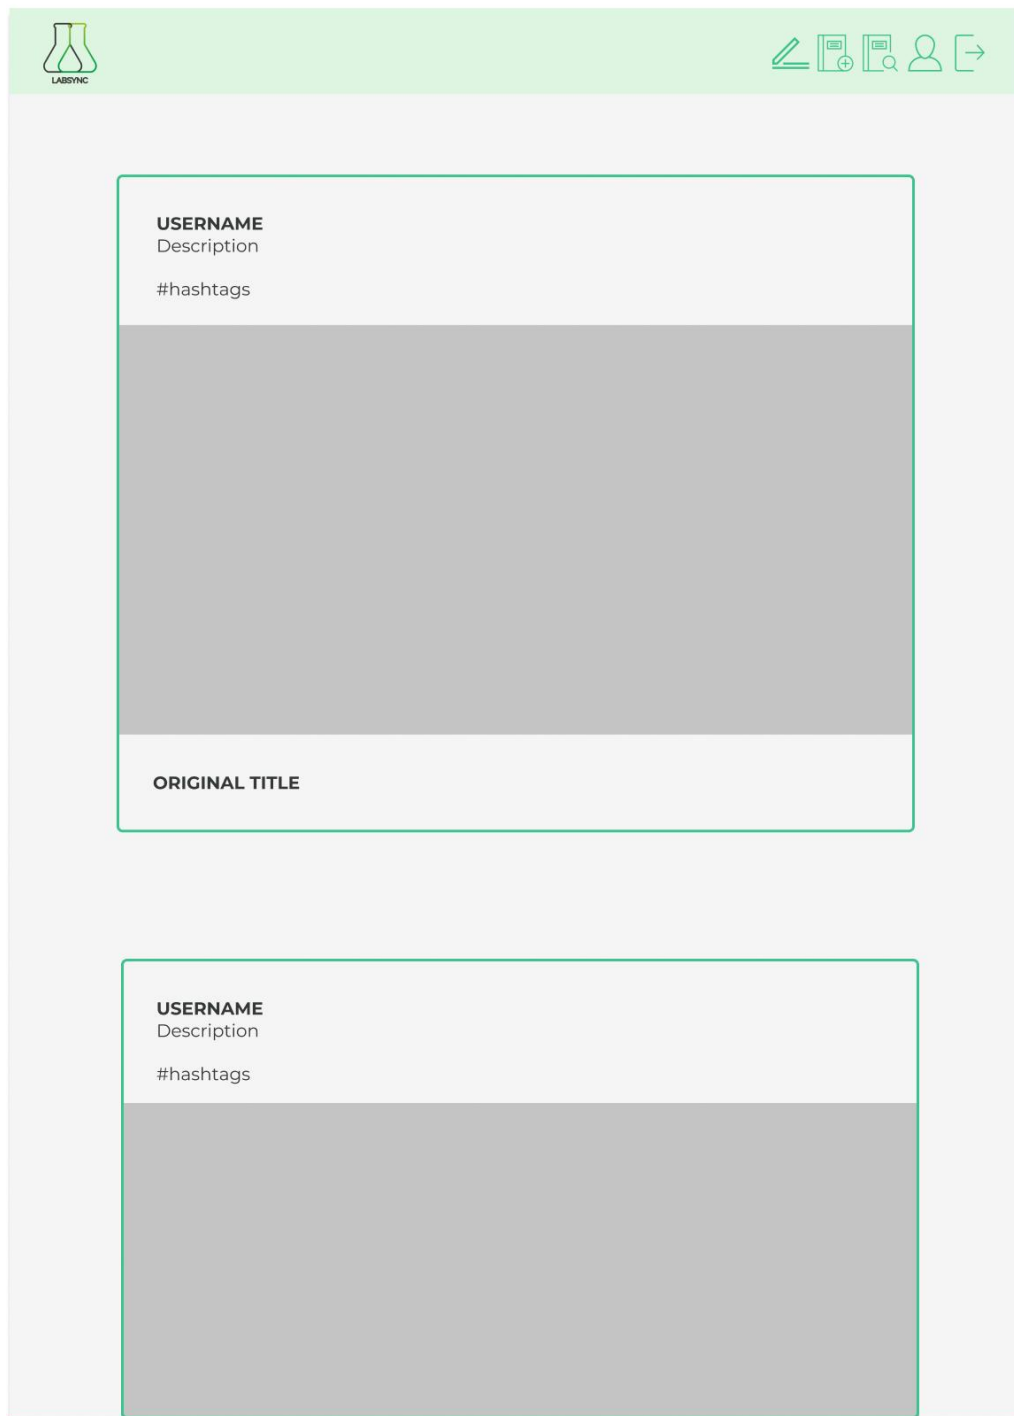 LABSYNC
USERNAME
Description
#hashtags
ORIGINAL TITLE
USERNAME
Description
#hashtags